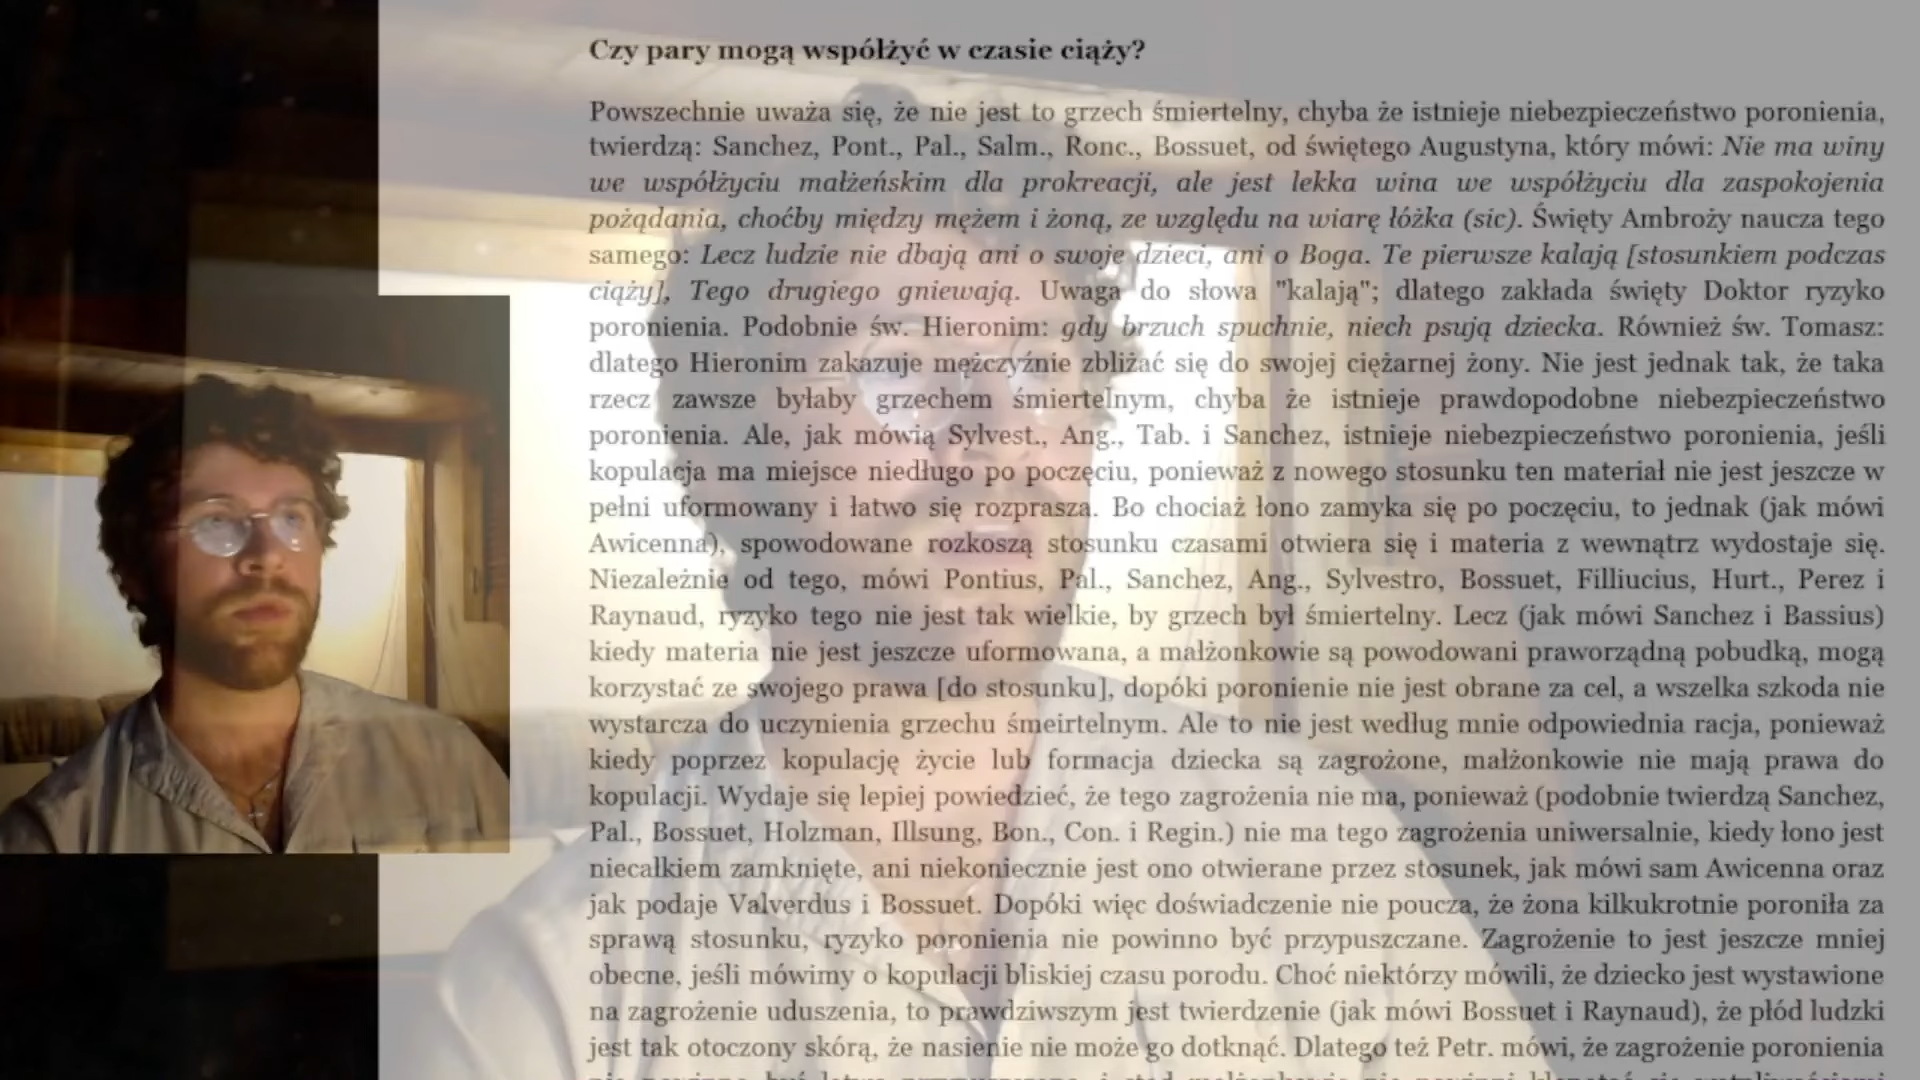 Czy pary mogą współżyć w czasie ciąży?
Powszechnie uważa się, że nie jest to grzech śmiertelny, chyba że istnieje niebezpieczeństwo poronienia,
twierdzą: Sanchez, Pont., Pal., Salm., Ronc., Bossuet, od świętego Augustyna, który mówi: Nie ma winy
we współżyciu małżeńskim dla prokreacji, ale jest lekka wina we współżyciu dla zaspokojenia
pożądania, choćby między mężem i żoną, ze względu na wiarę łóżka (sic). Święty Ambroży naucza tego
samego: Lecz ludzie nie dbają ani o swoje dzieci, ani o Boga. Te pierwsze kalają [stosunkiem podczas
ciąży], Tego drugiego gniewają. Uwaga do słowa "kalają"; dlatego zakłada święty Doktor ryzyko
poronienia. Podobnie św. Hieronim: gdy brzuch spuchnie, niech psują dziecka. Również św. Tomasz:
dlatego Hieronim zakazuje mężczyźnie zbliżać się do swojej ciężarnej żony. Nie jest jednak tak, że taka
rzecz zawsze byłaby grzechem śmiertelnym, chyba że istnieje prawdopodobne niebezpieczeństwo
poronienia. Ale, jak mówią Sylvest., Ang., Tab. i Sanchez, istnieje niebezpieczeństwo poronienia, jeśli
kopulacja ma miejsce niedługo po poczęciu, ponieważ z nowego stosunku ten materiał nie jest jeszcze w
pełni uformowany i łatwo się rozprasza. Bo chociaż łono zamyka się po poczęciu, to jednak (jak mówi
Awicenna), spowodowane rozkoszą stosunku czasami otwiera się i materia z wewnątrz wydostaje się.
Niezależnie od tego, mówi Pontius, Pal., Sanchez, Ang., Sylvestro, Bossuet, Filliucius, Hurt., Perez i
Raynaud, ryzyko tego nie jest tak wielkie, by grzech był śmiertelny. Lecz (jak mówi Sanchez i Bassius)
kiedy materia nie jest jeszcze uformowana, a małżonkowie są powodowani praworządną pobudką, mogą
korzystać ze swojego prawa [do stosunku], dopóki poronienie nie jest obrane za cel, a wszelka szkoda nie
wystarcza do uczynienia grzechu śmeirtelnym. Ale to nie jest według mnie odpowiednia racja, ponieważ
kiedy poprzez kopulację życie lub formacja dziecka są zagrożone, małżonkowie nie mają prawa do
kopulacji. Wydaje się lepiej powiedzieć, że tego zagrożenia nie ma, ponieważ (podobnie twierdzą Sanchez,
Pal., Bossuet, Holzman, Illsung, Bon., Con. i Regin.) nie ma tego zagrożenia uniwersalnie, kiedy łono jest
niecałkiem zamknięte, ani niekoniecznie jest ono otwierane przez stosunek, jak mówi sam Awicenna oraz
jak podaje Valverdus i Bossuet. Dopóki więc doświadczenie nie poucza, że żona kilkukrotnie poroniła za
sprawą stosunku, ryzyko poronienia nie powinno być przypuszczane. Zagrożenie to jest jeszcze mniej
obecne, jeśli mówimy o kopulacji bliskiej czasu porodu. Choć niektórzy mówili, że dziecko jest wystawione
na zagrożenie uduszenia, to prawdziwszym jest twierdzenie (jak mówi Bossuet i Raynaud), że płód ludzki
jest tak otoczony skórą, że nasienie nie może go dotknąć. Dlatego też Petr. mówi, że zagrożenie poronienia